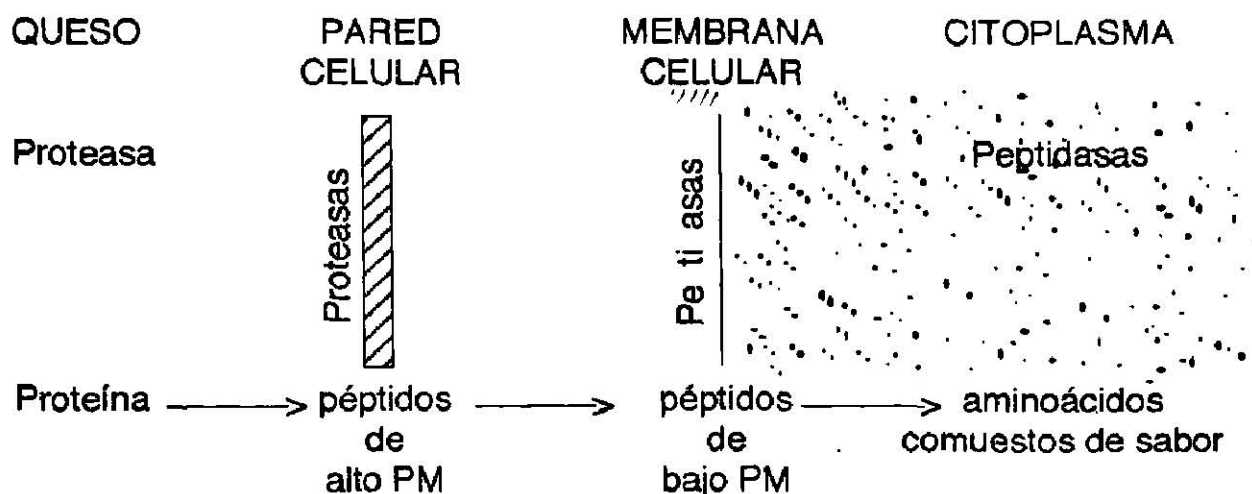 QUESO PARED MEMBRANA CITOPLASMA
CELULAR CELULAR
Proteasa Proteasas Pe ti asas Peptidasas
Proteína péptidos péptidos aminoácidos
de de comuestos de sabor
alto PM bajo PM